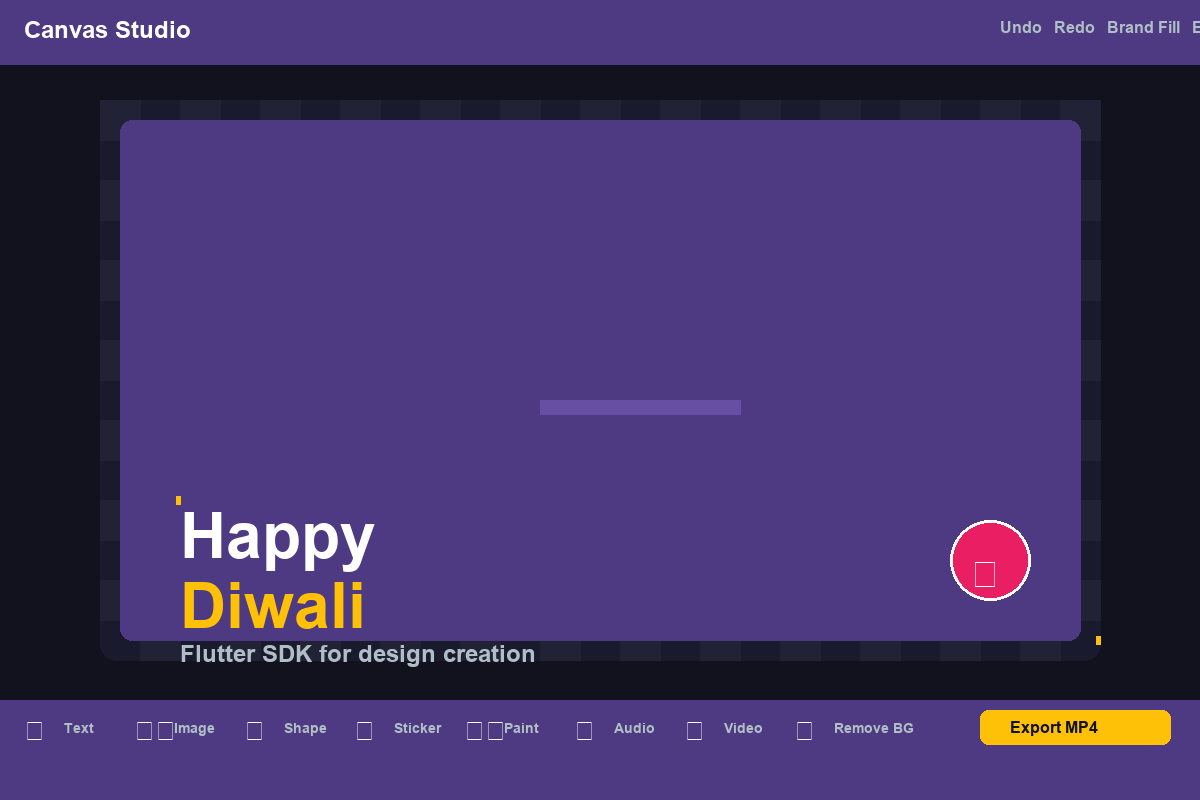 Canvas Studio
Undo Redo Brand Fill
Happy
Diwali
Flutter SDK for design creation
Text Image Shape Sticker Paint Audio Video Remove BG Export MP4